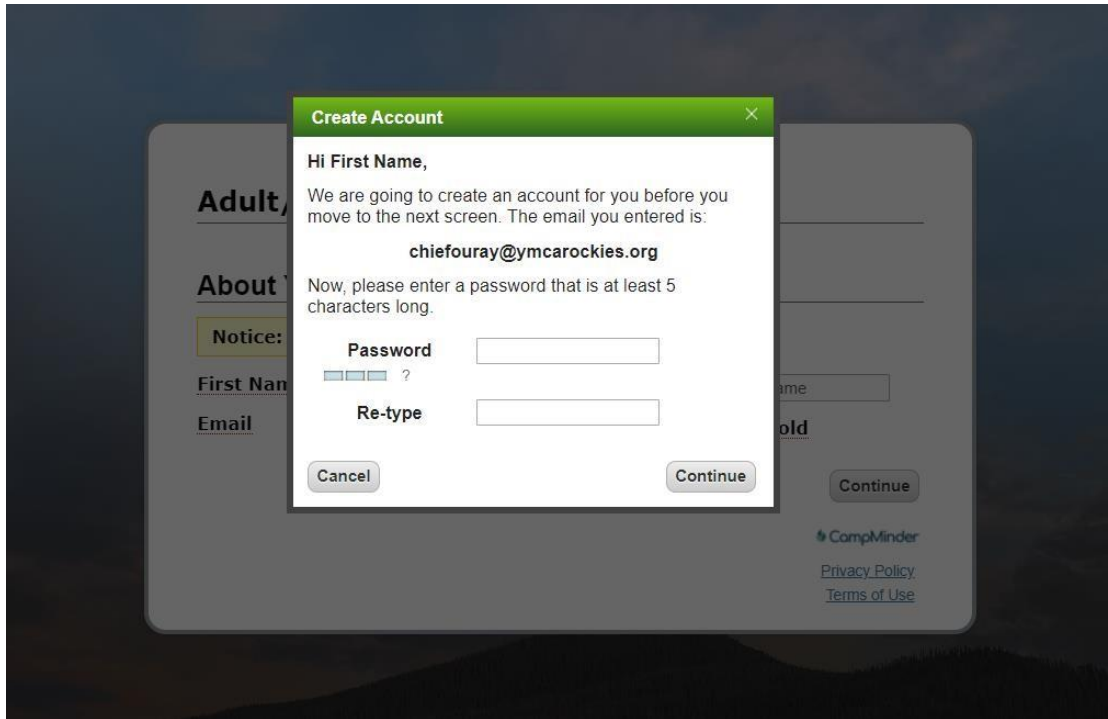 Create Account
Hi First Name,
We are going to create an account for you before you
move to the next screen. The email you entered is:
chiefouray@ymcarockies.org
Now, please enter a password that is at least 5
characters long.
Password
?
Re-type
Cancel
Continue
Adult/
About
Notice:
First Nam
ame
Email
old
Continue
CampMinder
Privacy Policy
Terms of Use